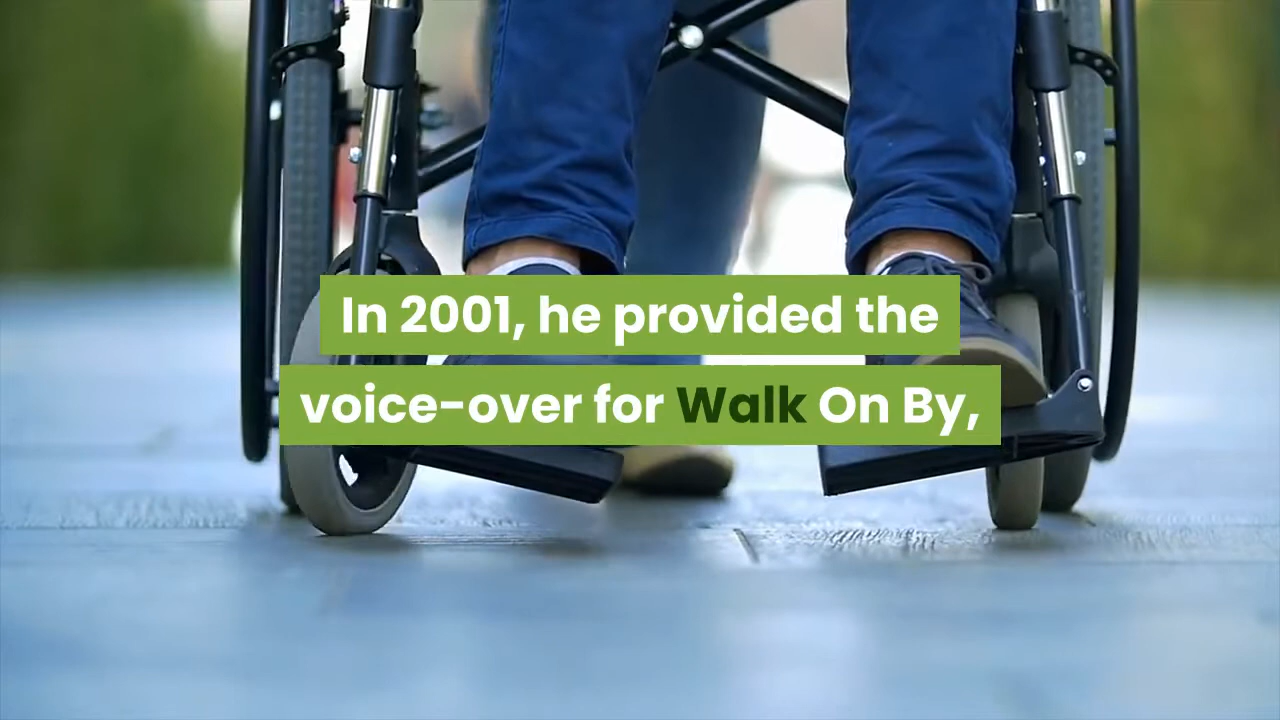 In 2001, he provided the
voice-over for Walk On By,